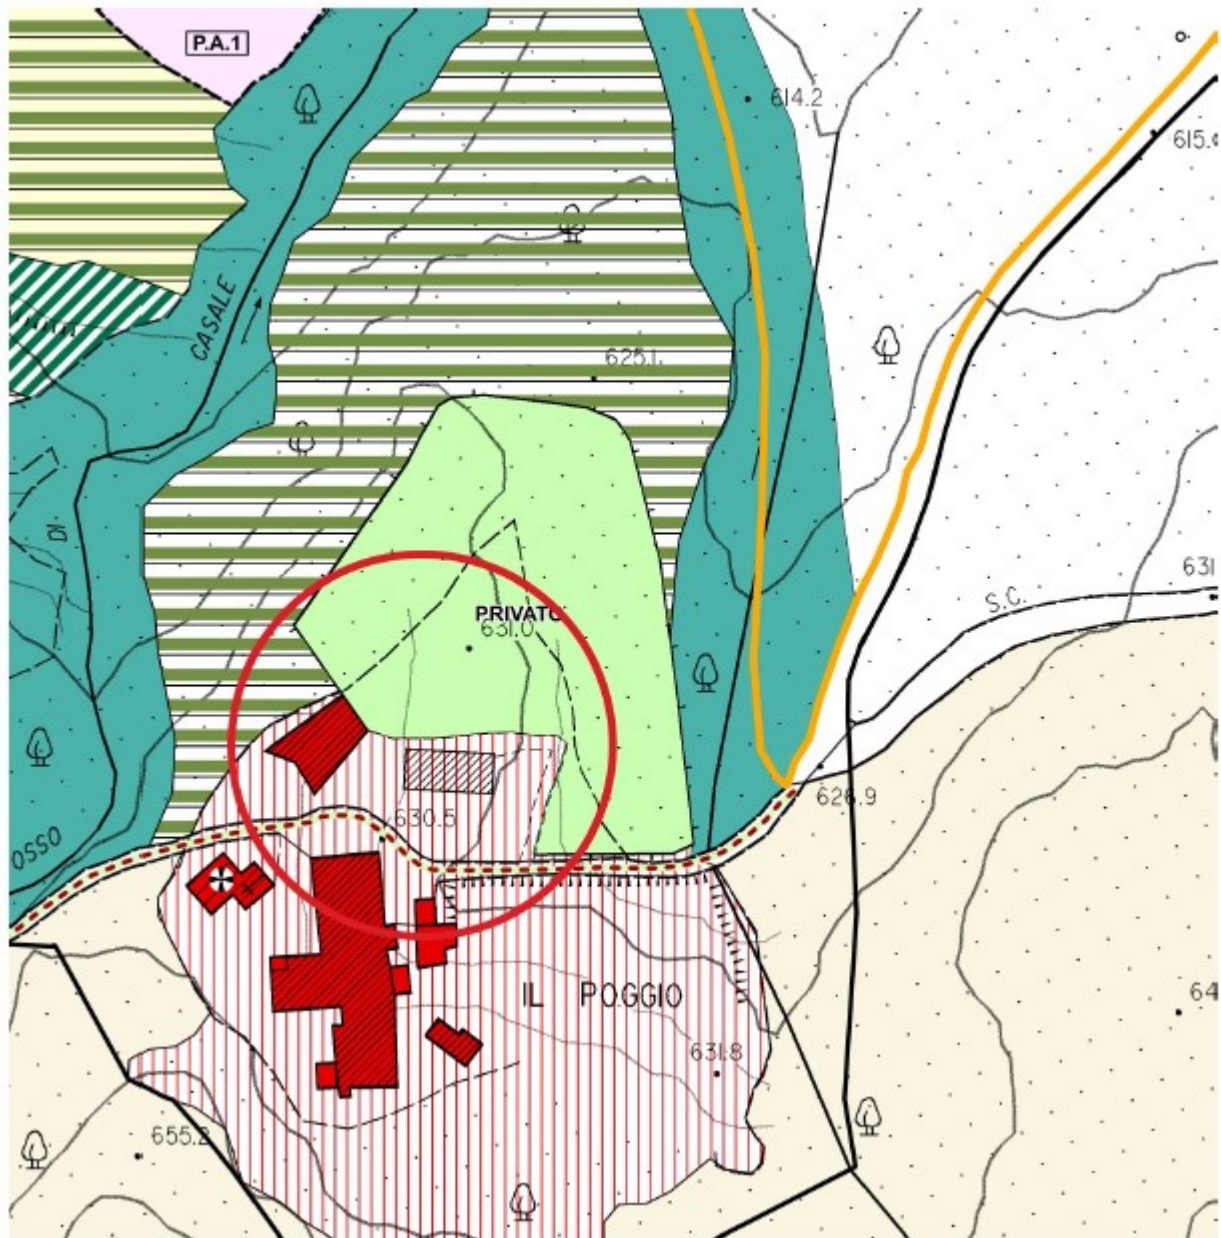 P.A.1
614.2
615.
CASALE
625.1
DI
PRIVATO
631.0
S.C.
631
626.9
630.5
OSSO
IL POGGIO
64
631.8
655.2